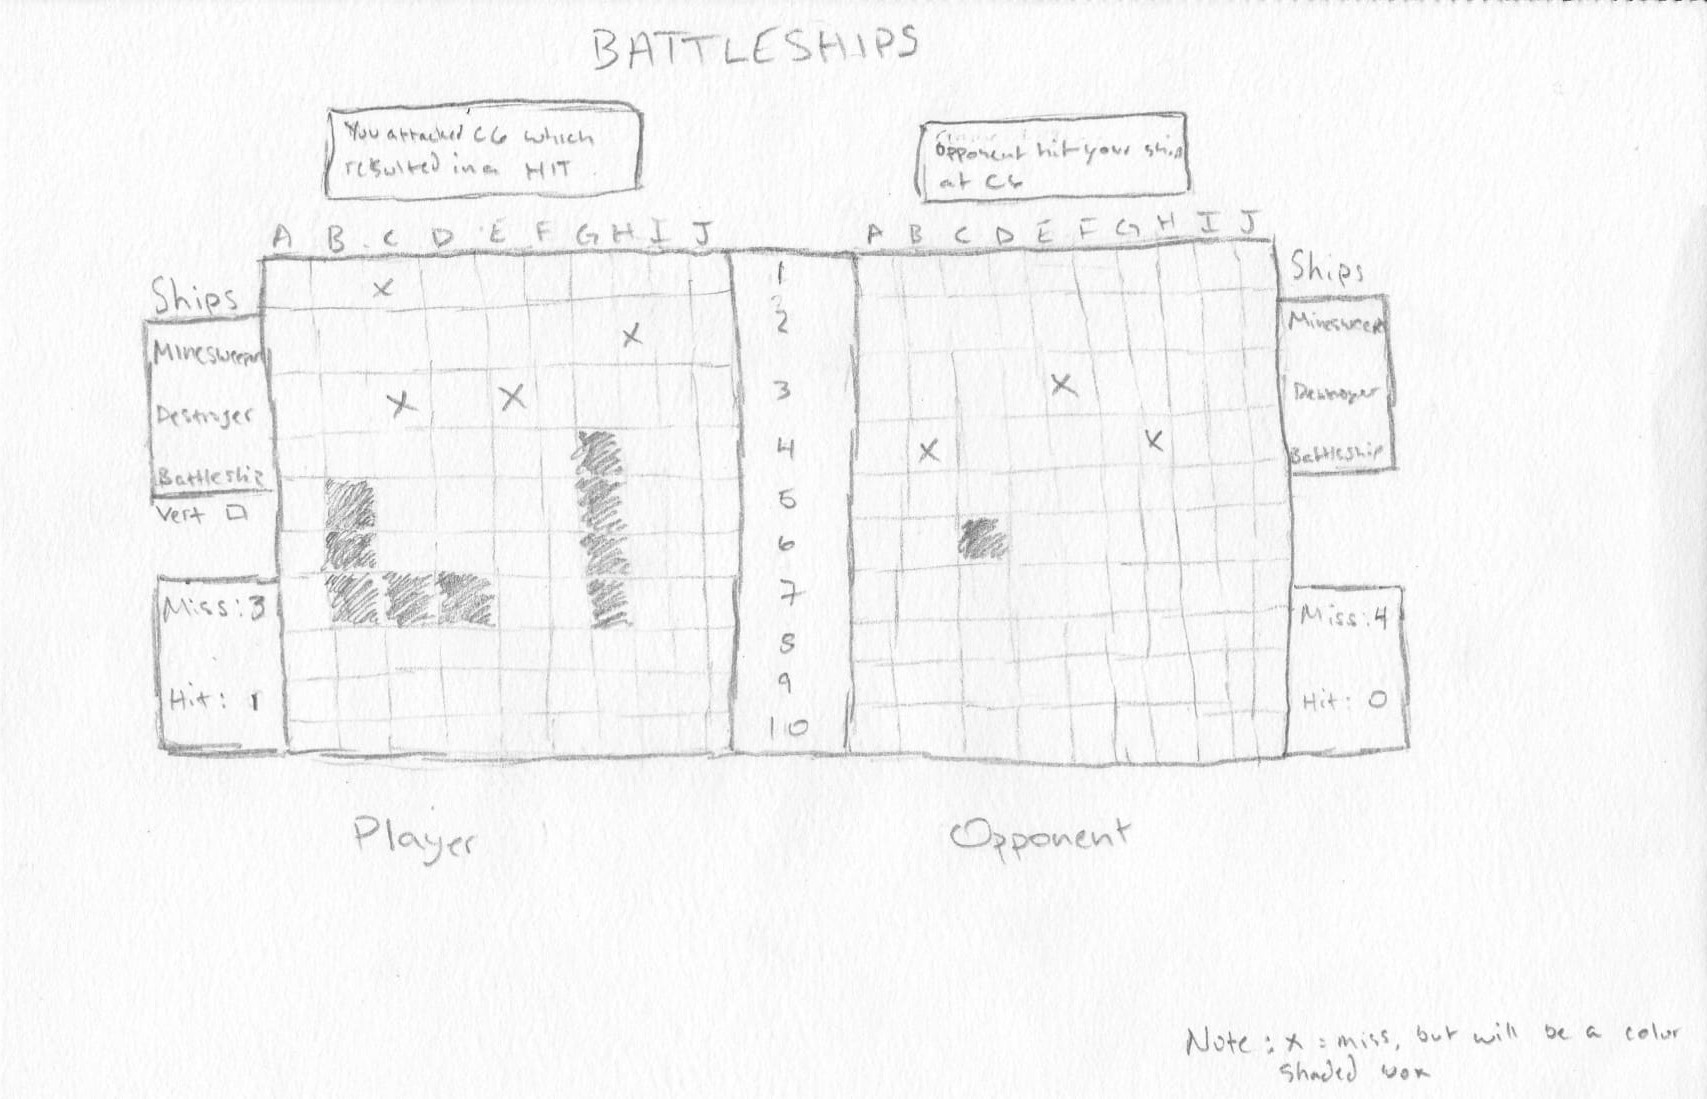 BATTLESHIPS
You attacked C6 which
resulted in a HIT
Opponent hit your ship
at C6
A B C D E F G H I J
A B C D E F G H I J
Ships
Minesweeper
Destroyer
Battleship
Vert
Miss: 3
Hit: 1
x
x
x
x
1
2
3
4
5
6
7
8
9
10
x
x
x
Ships
Minesweeper
Destroyer
Battleship
Miss: 4
Hit: 0
Player
Opponent
Note: x = miss, but will be a color
shaded box